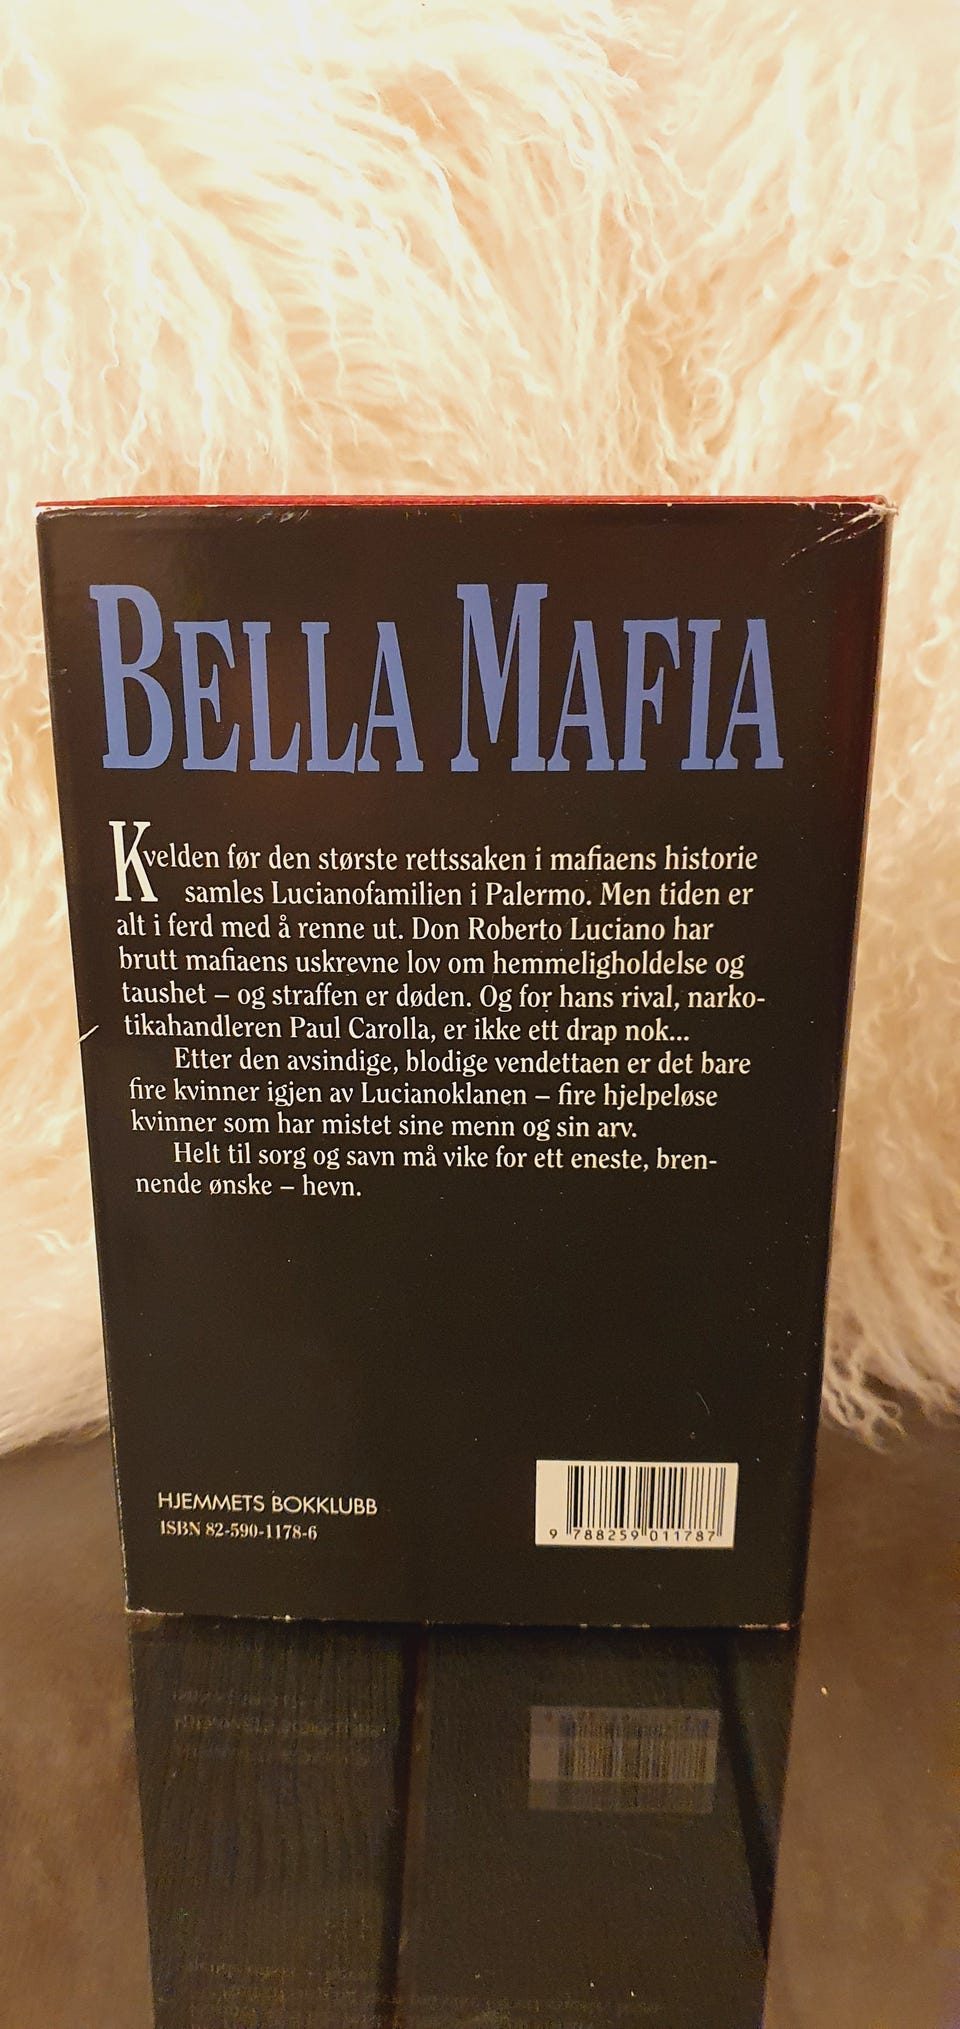 BELLA MAFIA
Kvelden før den største rettssaken i mafiaens historie
samles Lucianofamilien i Palermo. Men tiden er
alt i ferd med å renne ut. Don Roberto Luciano har
brutt mafiaens uskrevne lov om hemmeligholdelse og
taushet – og straffen er døden. Og for hans rival, narko-
tikahandleren Paul Carolla, er ikke ett drap nok...
Etter den avsindige, blodige vendettaen er det bare
fire kvinner igjen av Lucianoklanen – fire hjelpeløse
kvinner som har mistet sine menn og sin arv.
Helt til sorg og savn må vike for ett eneste, bren-
nende ønske – hevn.
HJEMMETS BOKKLUBB
ISBN 82-590-1178-6
9 788259 011787